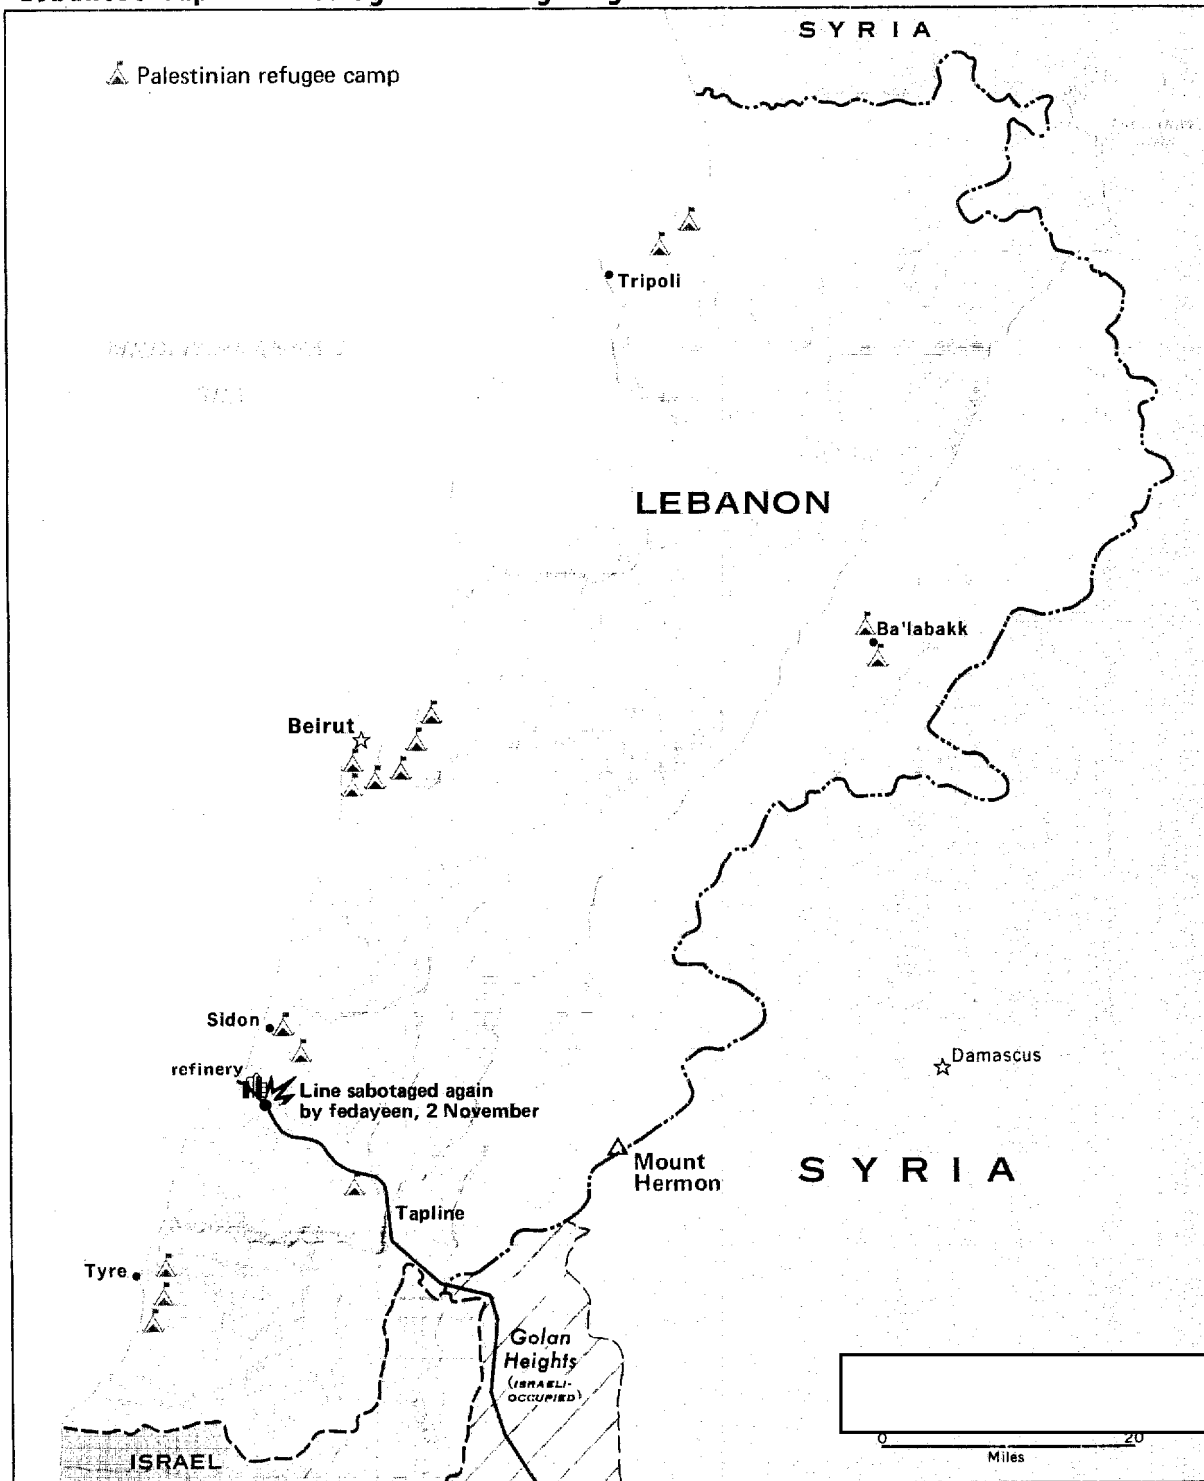 SYRIA
Palestinian refugee camp
Tripoli
LEBANON
Ba'labakk
Beirut
Sidon
refinery
Line sabotaged again
by fedayeen, 2 November
Damascus
Mount
Hermon
SYRIA
Tapline
Tyre
Golan
Heights
(ISRAELI-
OCCUPIED)
ISRAEL
0 20
Miles